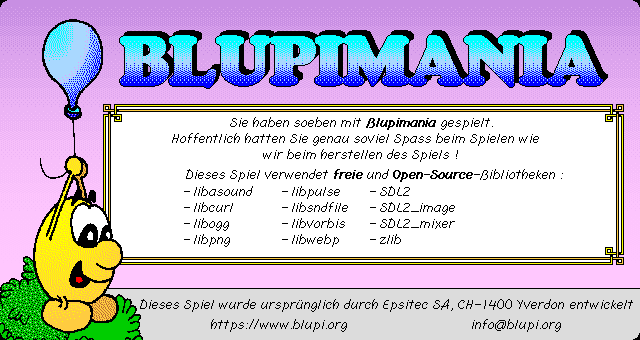 BLUPIMANIA
Sie haben soeben mit Blupimania gespielt.
Hoffentlich hatten Sie genau soviel Spass beim Spielen wie
wir beim herstellen des Spiels !
Dieses Spiel verwendet freie und Open-Source-Bibliotheken :
- libasound - libpulse - SDL2
- libcurl - libsndfile - SDL2_image
- libogg - libvorbis - SDL2_mixer
- libpng - libwebp - zlib
Dieses Spiel wurde ursprünglich durch Epsitec SA, CH-1400 Yverdon entwickelt
https://www.blupi.org info@blupi.org